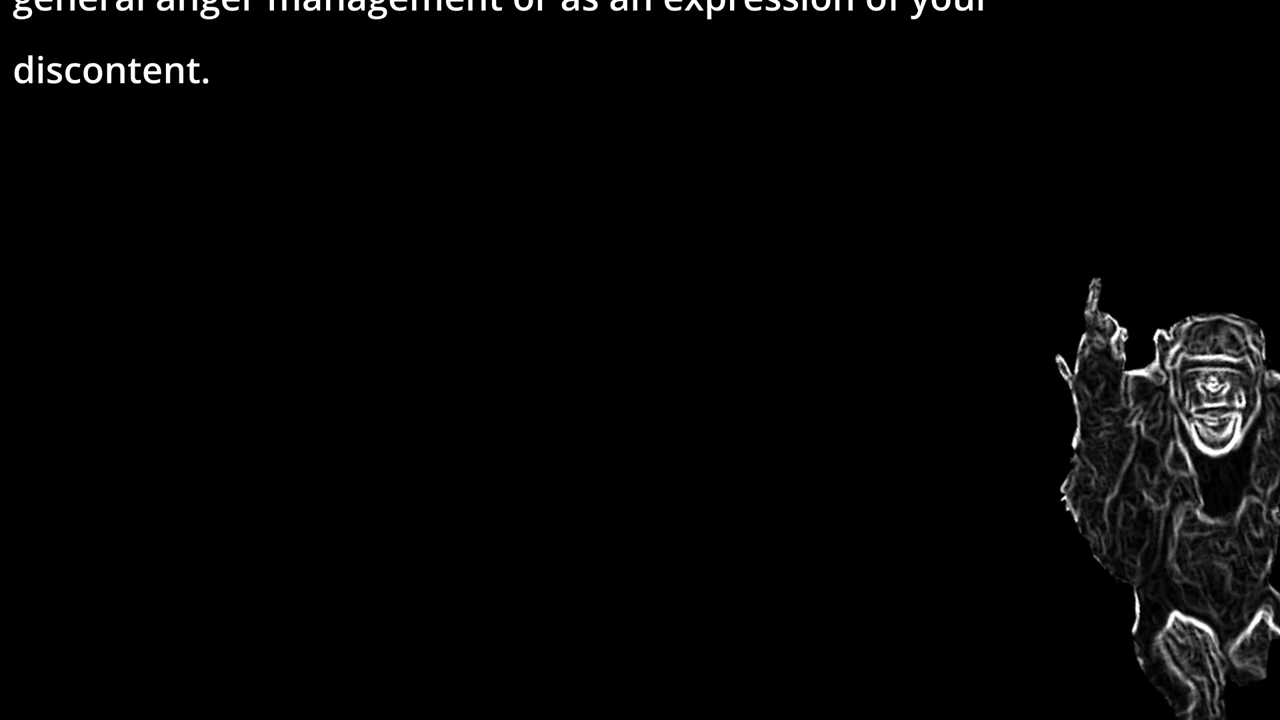 general anger management or as an expression of your
discontent.